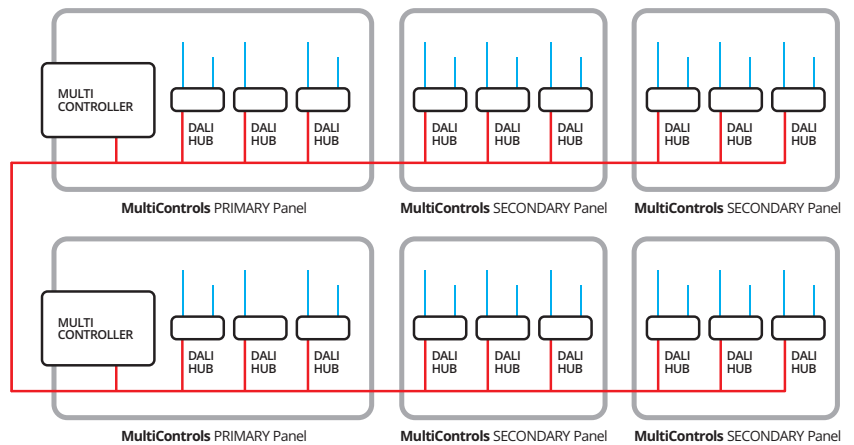 MULTI
CONTROLLER
DALI
HUB
DALI
HUB
DALI
HUB
DALI
HUB
DALI
HUB
DALI
HUB
DALI
HUB
DALI
HUB
DALI
HUB
MultiControls PRIMARY Panel
MultiControls SECONDARY Panel
MultiControls SECONDARY Panel
MULTI
CONTROLLER
DALI
HUB
DALI
HUB
DALI
HUB
DALI
HUB
DALI
HUB
DALI
HUB
DALI
HUB
DALI
HUB
DALI
HUB
MultiControls PRIMARY Panel
MultiControls SECONDARY Panel
MultiControls SECONDARY Panel